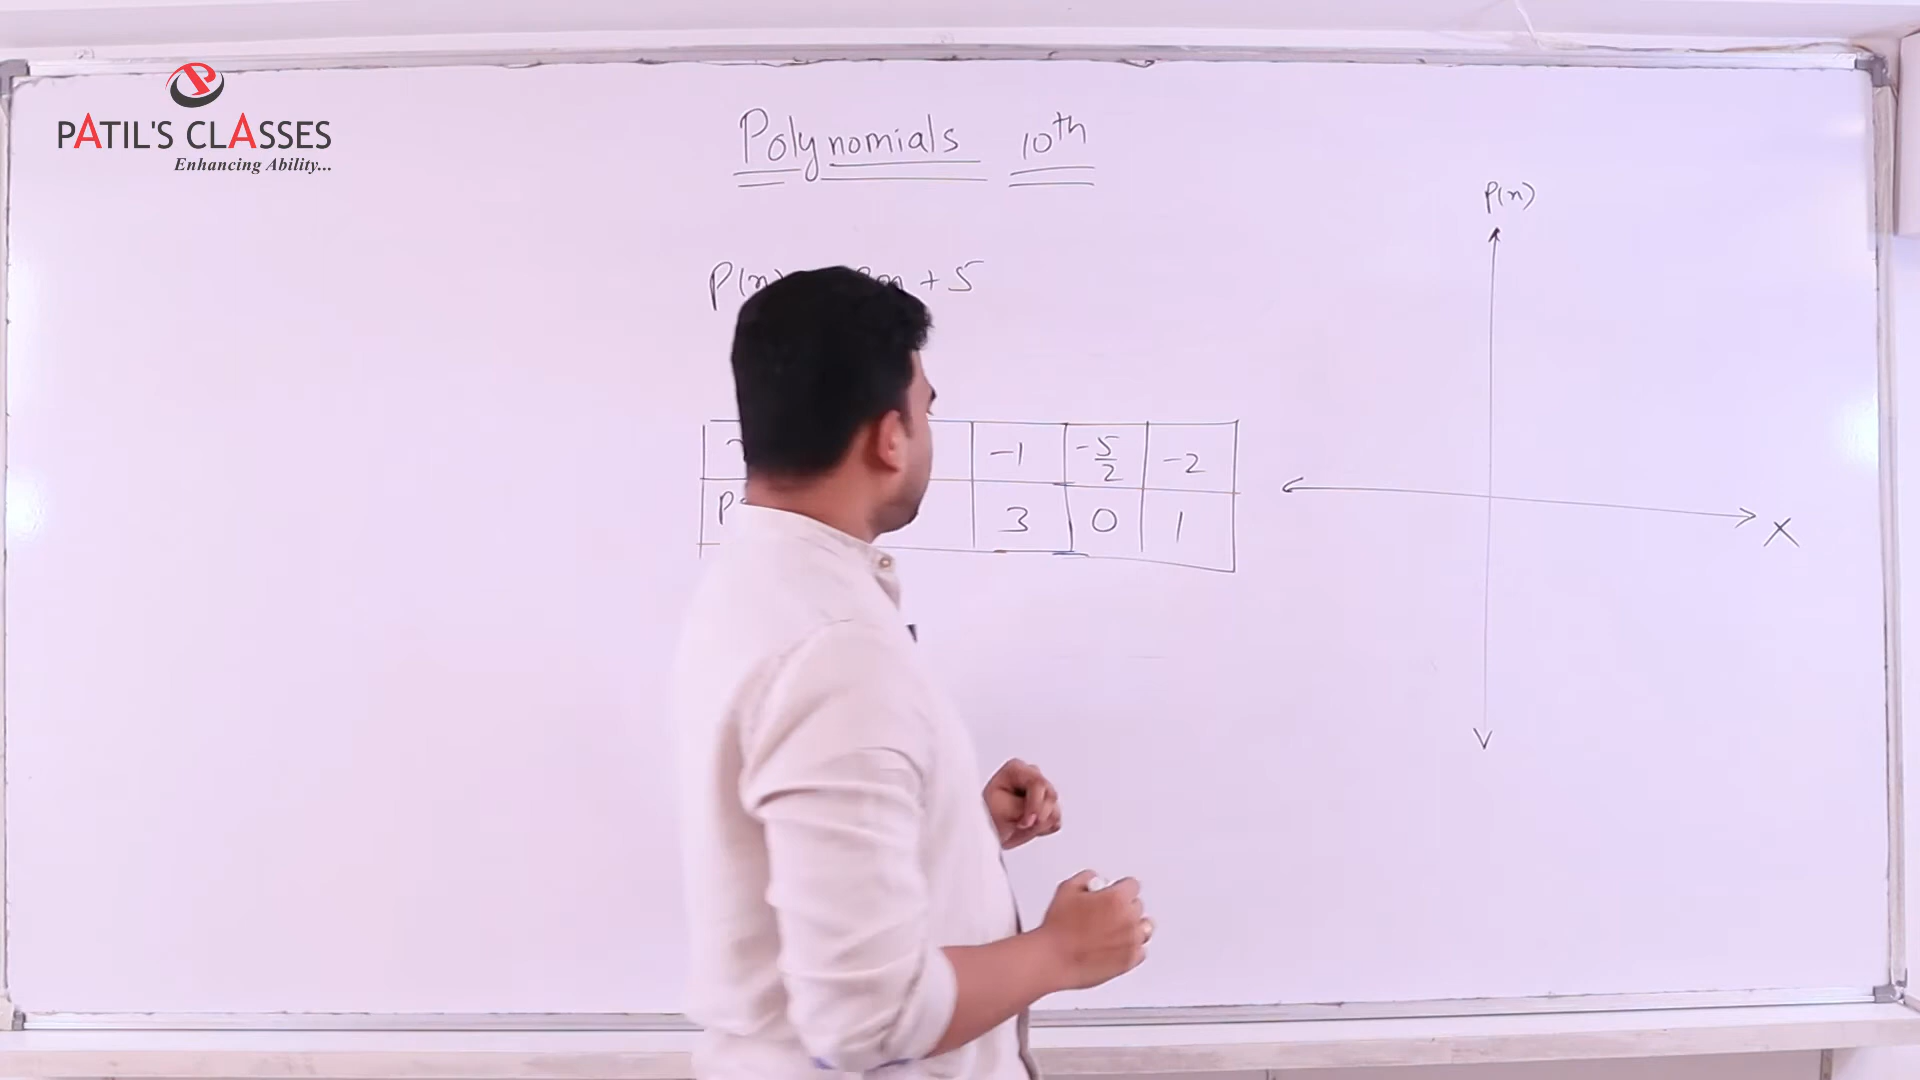 PATIL'S CLASSES
Enhancing Ability...
Polynomials 10th
P(x) + 5
P(x)
-1 -5/2 -2
P 3 0 1
X